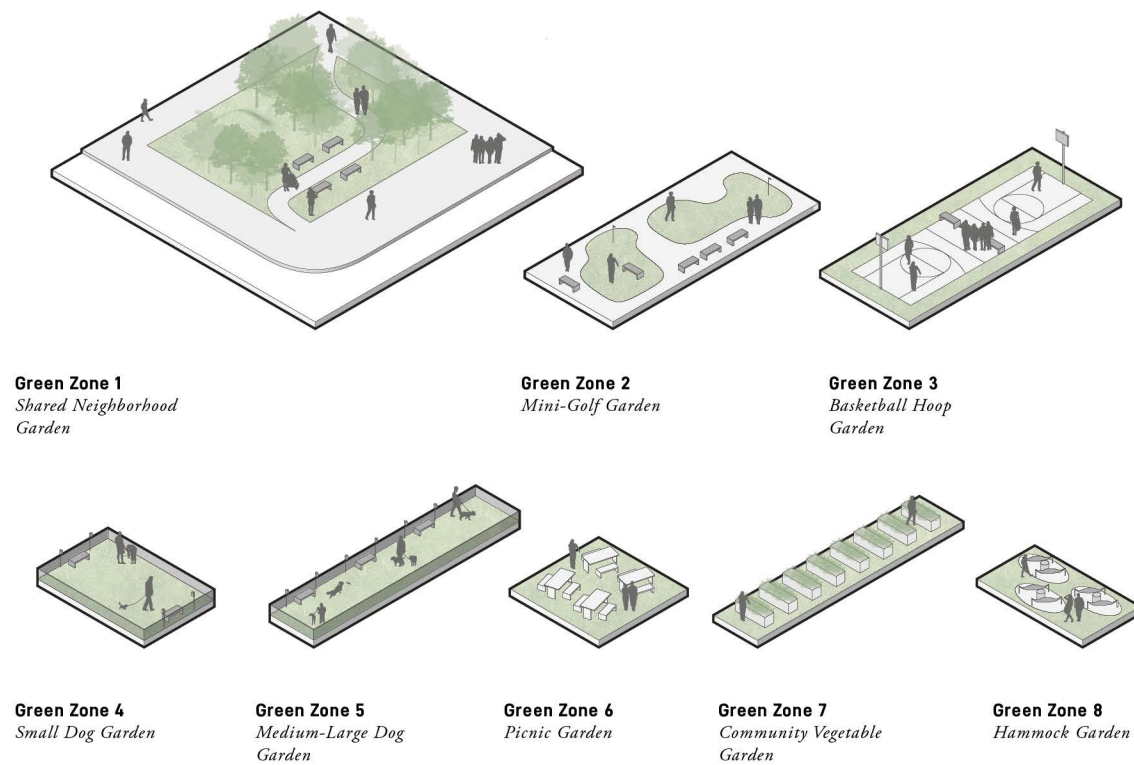 Green Zone 1
Shared Neighborhood
Garden
Green Zone 2
Mini-Golf Garden
Green Zone 3
Basketball Hoop
Garden
Green Zone 4
Small Dog Garden
Green Zone 5
Medium-Large Dog
Garden
Green Zone 6
Picnic Garden
Green Zone 7
Community Vegetable
Garden
Green Zone 8
Hammock Garden